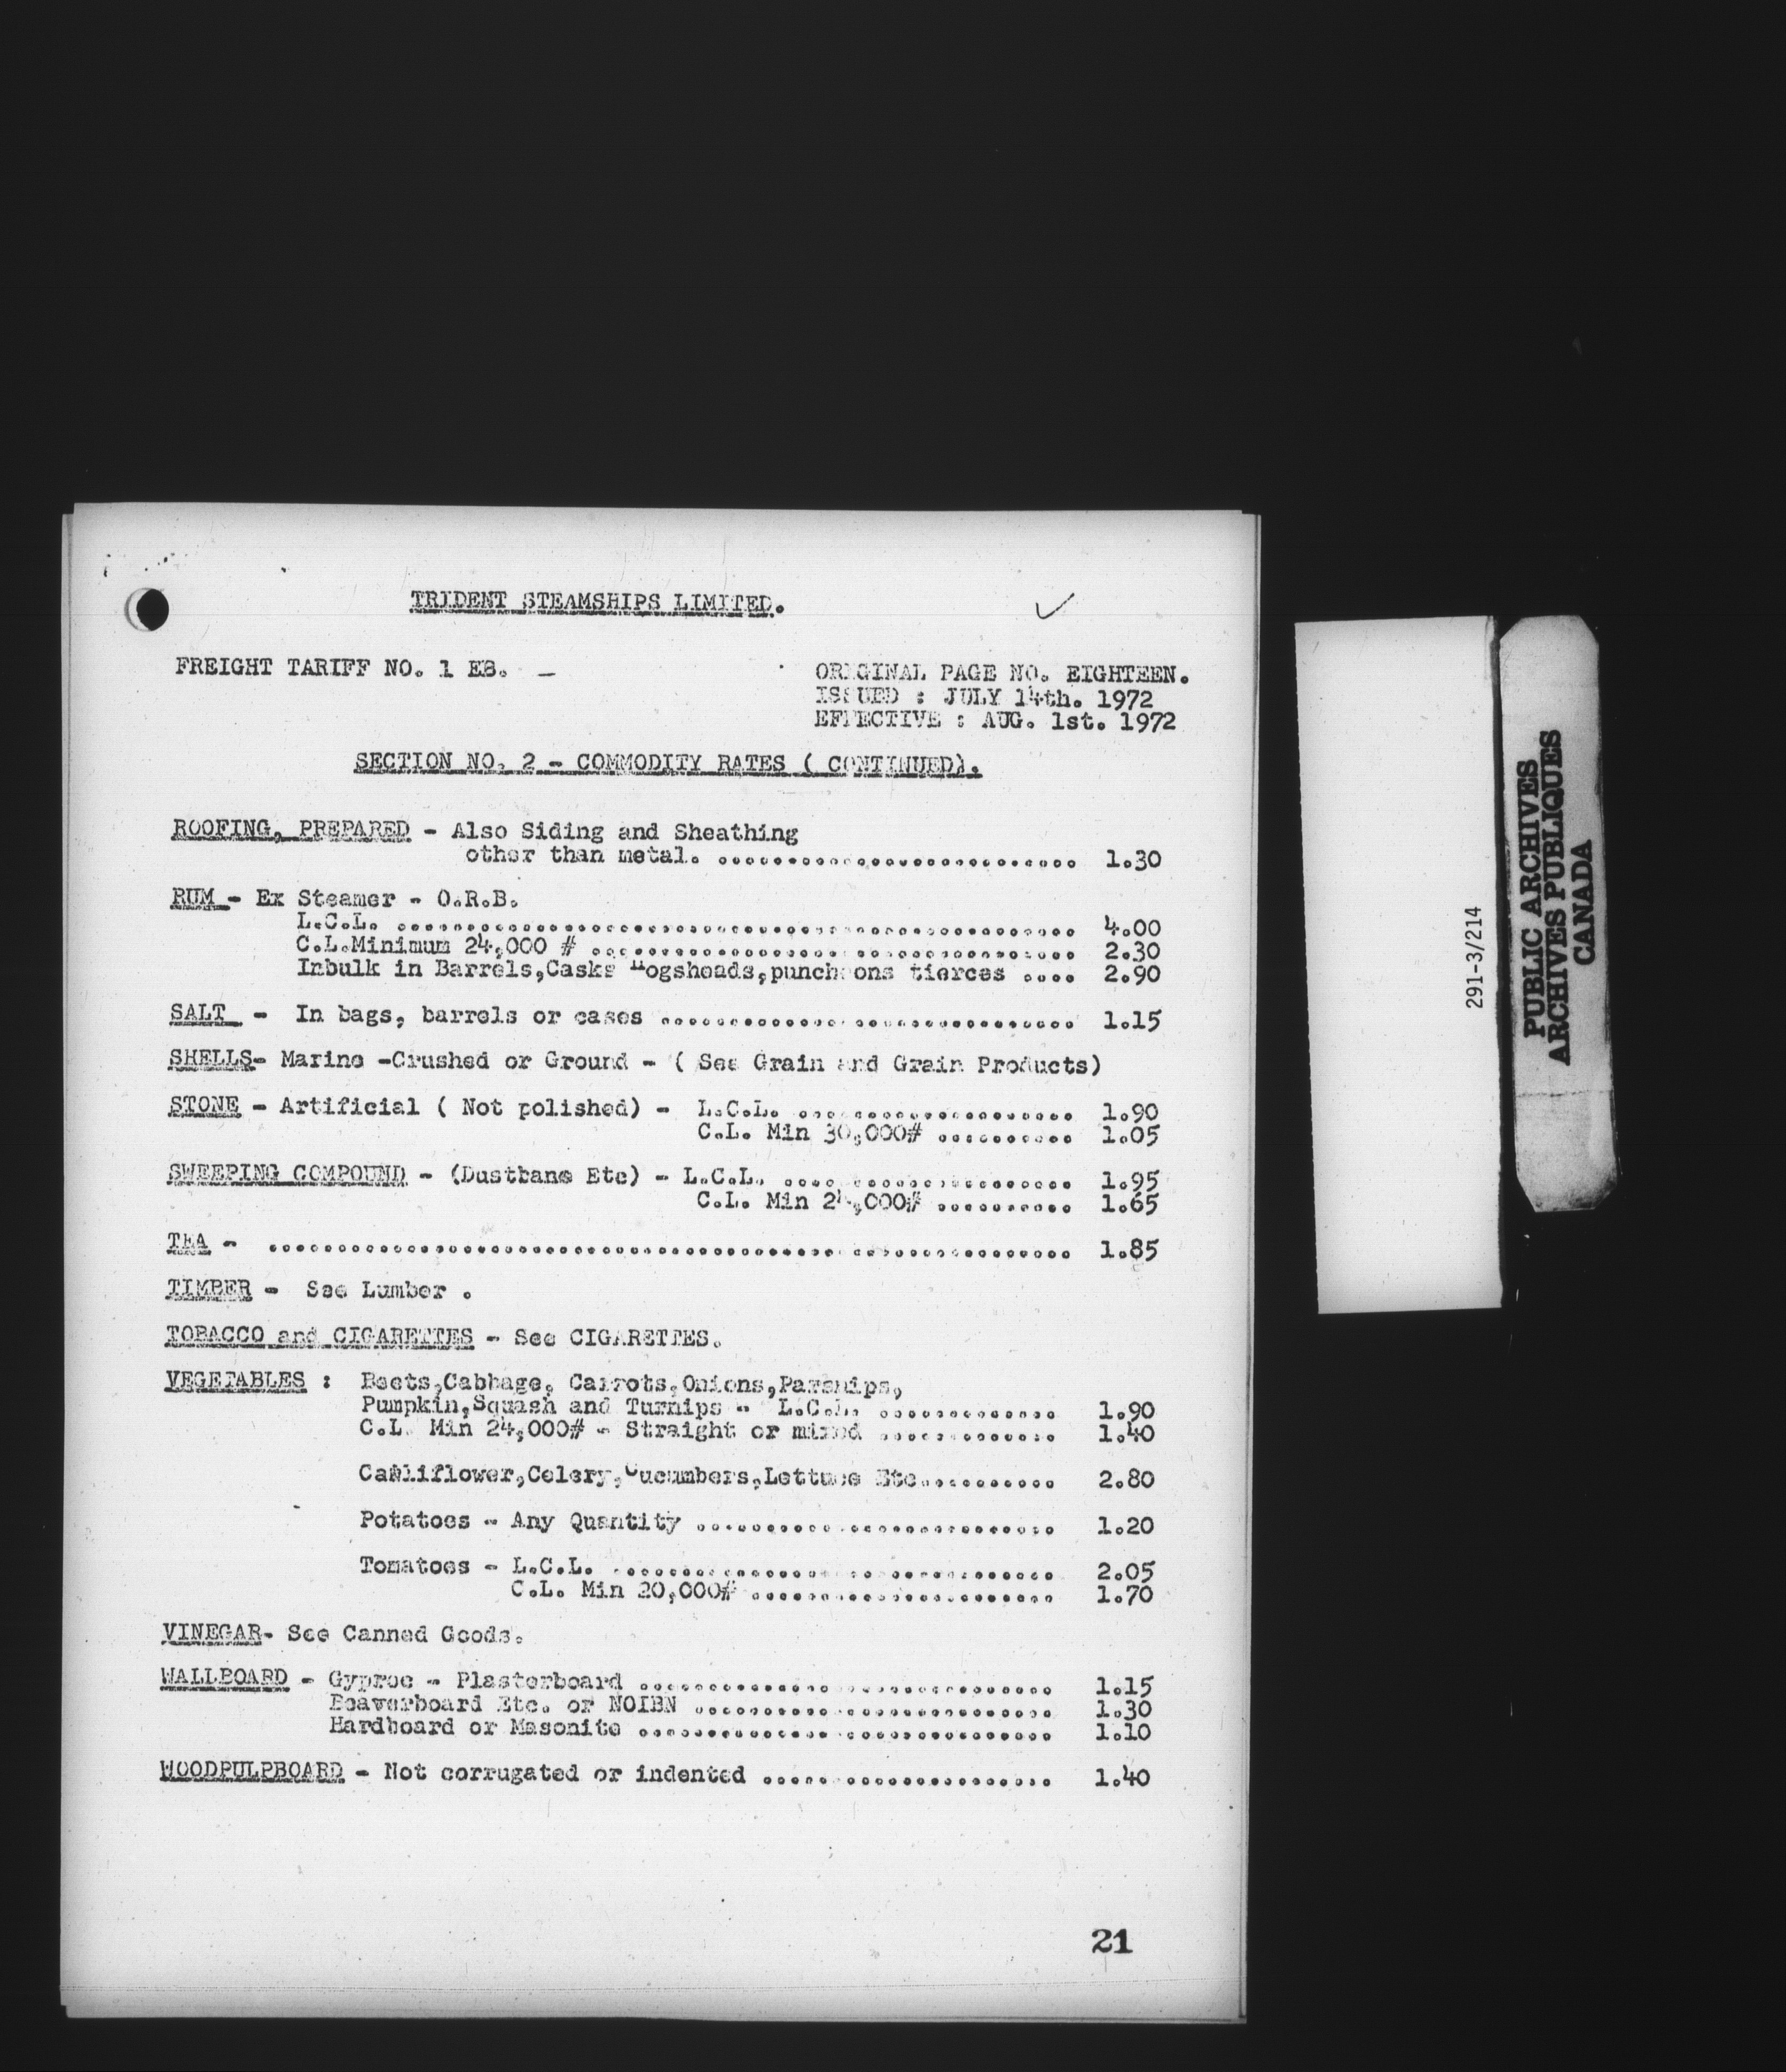 TRIDENT STEAMSHIPS LIMITED.
FREIGHT TARIFF NO. 1 EB. —
ORIGINAL PAGE NO. EIGHTEEN.
ISSUED : JULY 14th. 1972
EFFECTIVE : AUG. 1st. 1972
SECTION NO. 2 - COMMODITY RATES ( CONTINUED).
ROOFING, PREPARED - Also Siding and Sheathing
other than metal. .......................... 1.30
RUM - Ex Steamer - O.R.B.
L.C.L. ................................................. 4.00
C.L.Minimum 24,000 # ................................... 2.30
Inbulk in Barrels,Casks Hogsheads,puncheons tierces .... 2.90
SALT - In bags, barrels or cases .............................. 1.15
SHELLS- Marine -Crushed or Ground - ( See Grain and Grain Products)
STONE - Artificial ( Not polished) - L.C.L. .................... 1.90
C.L. Min 30,000# .......... 1.05
SWEEPING COMPOUND - (Dustbane Etc) - L.C.L. ..................... 1.95
C.L. Min 24,000# .......... 1.65
TEA - .......................................................... 1.85
TIMBER - See Lumber .
TOBACCO and CIGARETTES - See CIGARETTES.
VEGETABLES : Beets,Cabbage, Carrots,Onions,Parsnips,
Pumpkin,Squash and Turnips - L.C.L. ............. 1.90
C.L. Min 24,000# - Straight or mixed ............. 1.40
Cauliflower,Celery,Cucumbers,Lettuce Etc.......... 2.80
Potatoes - Any Quantity .......................... 1.20
Tomatoes - L.C.L. ................................ 2.05
C.L. Min 20,000# ...................... 1.70
VINEGAR- See Canned Goods.
WALLBOARD - Gyproc - Plasterboard .............................. 1.15
Beaverboard Etc. or NOIBN .......................... 1.30
Hardboard or Masonite .............................. 1.10
WOODPULPBOARD - Not corrugated or indented ..................... 1.40
21
291-3/214
PUBLIC ARCHIVES
ARCHIVES PUBLIQUES
CANADA